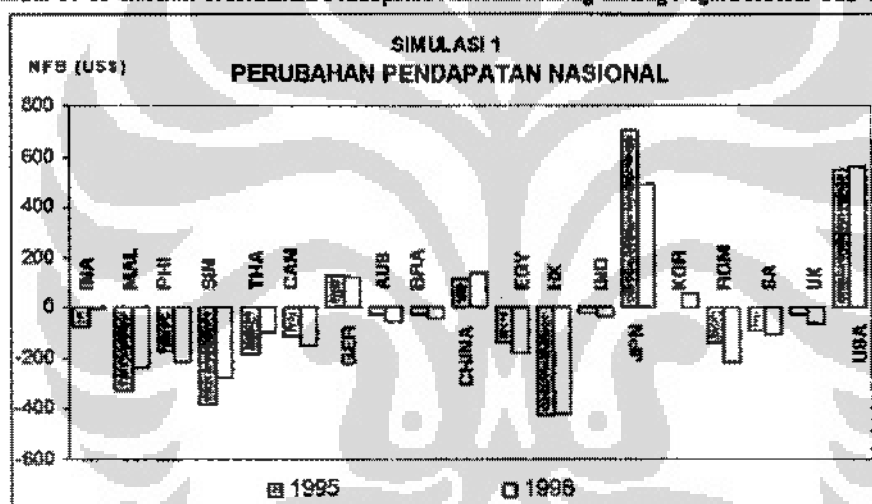 SIMULASI 1
NFB (US$)
PERUBAHAN PENDAPATAN NASIONAL
800
600
400
200
0
-200
-400
-600
INA
MAL
PHI
SIN
THA
CAN
GER
AUS
BRA
CHINA
EGY
HK
IND
JPN
KOR
ROM
SA
UK
USA
1995
1998